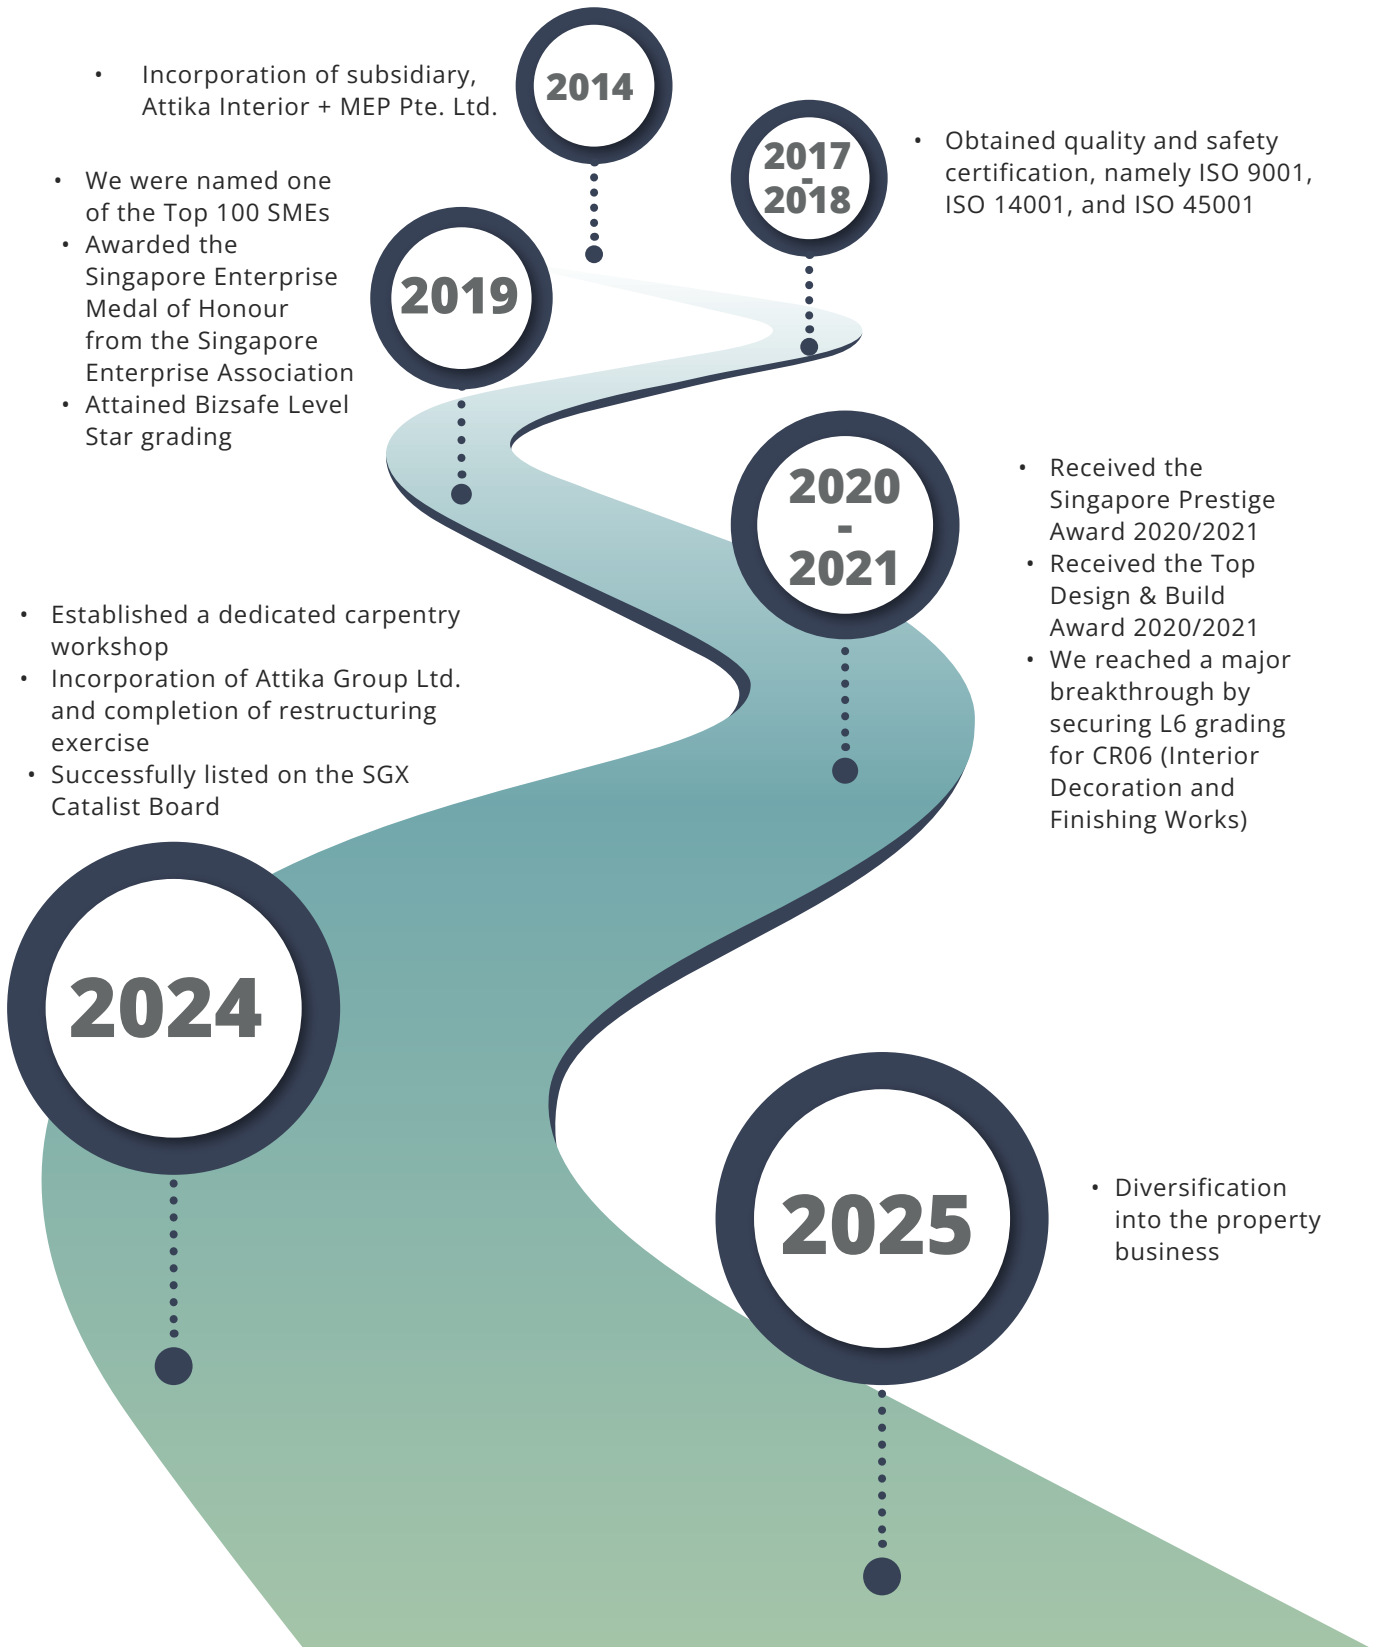 2014
• Incorporation of subsidiary,
Attika Interior + MEP Pte. Ltd.
2017
-
2018
• Obtained quality and safety
certification, namely ISO 9001,
ISO 14001, and ISO 45001
2019
• We were named one
of the Top 100 SMEs
• Awarded the
Singapore Enterprise
Medal of Honour
from the Singapore
Enterprise Association
• Attained Bizsafe Level
Star grading
2020
-
2021
• Received the
Singapore Prestige
Award 2020/2021
• Received the Top
Design & Build
Award 2020/2021
• We reached a major
breakthrough by
securing L6 grading
for CR06 (Interior
Decoration and
Finishing Works)
• Established a dedicated carpentry
workshop
• Incorporation of Attika Group Ltd.
and completion of restructuring
exercise
• Successfully listed on the SGX
Catalist Board
2024
2025
• Diversification
into the property
business